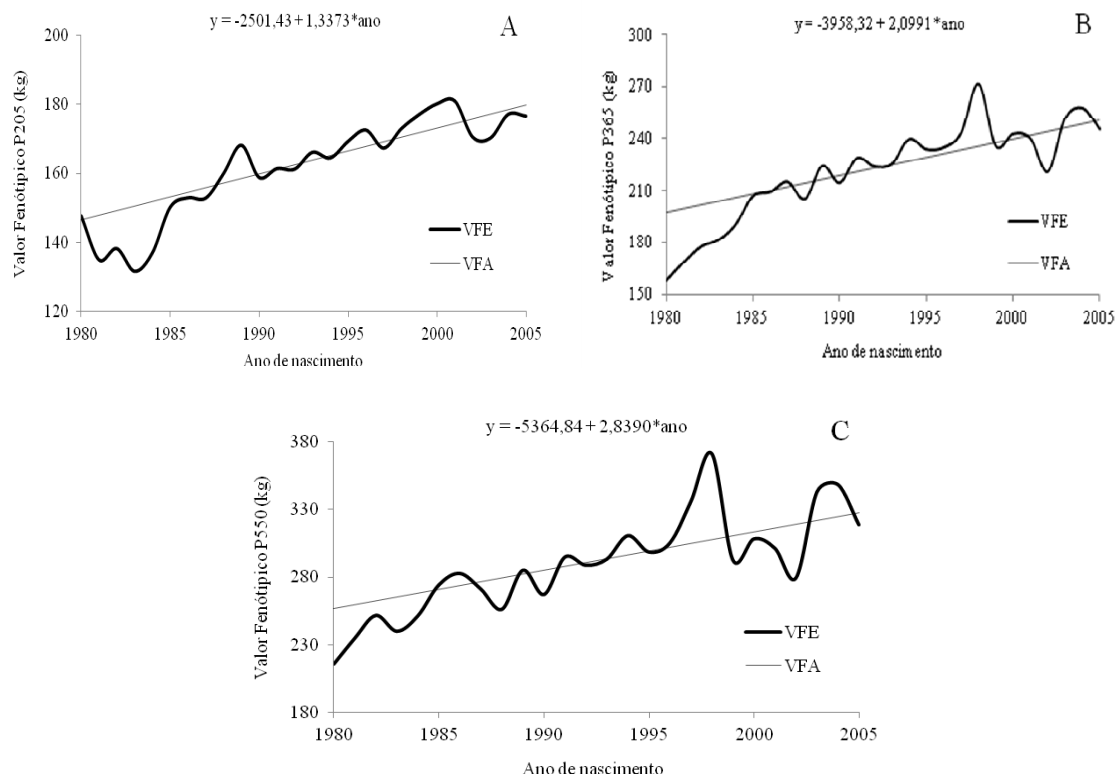 y = -2501,43 + 1,3373*ano
A
Valor Fenótipico P205 (kg)
200
180
160
140
120
VFE
VFA
1980
1985
1990
1995
2000
2005
Ano de nascimento
y = -3958,32 + 2,0991*ano
B
Valor Fenótipico P365 (kg)
270
240
210
180
150
VFE
VFA
1980
1985
1990
1995
2000
2005
Ano de nascimento
y = -5364,84 + 2,8390*ano
C
Valor Fenótipico P550 (kg)
380
330
280
230
180
VFE
VFA
1980
1985
1990
1995
2000
2005
Ano de nascimento